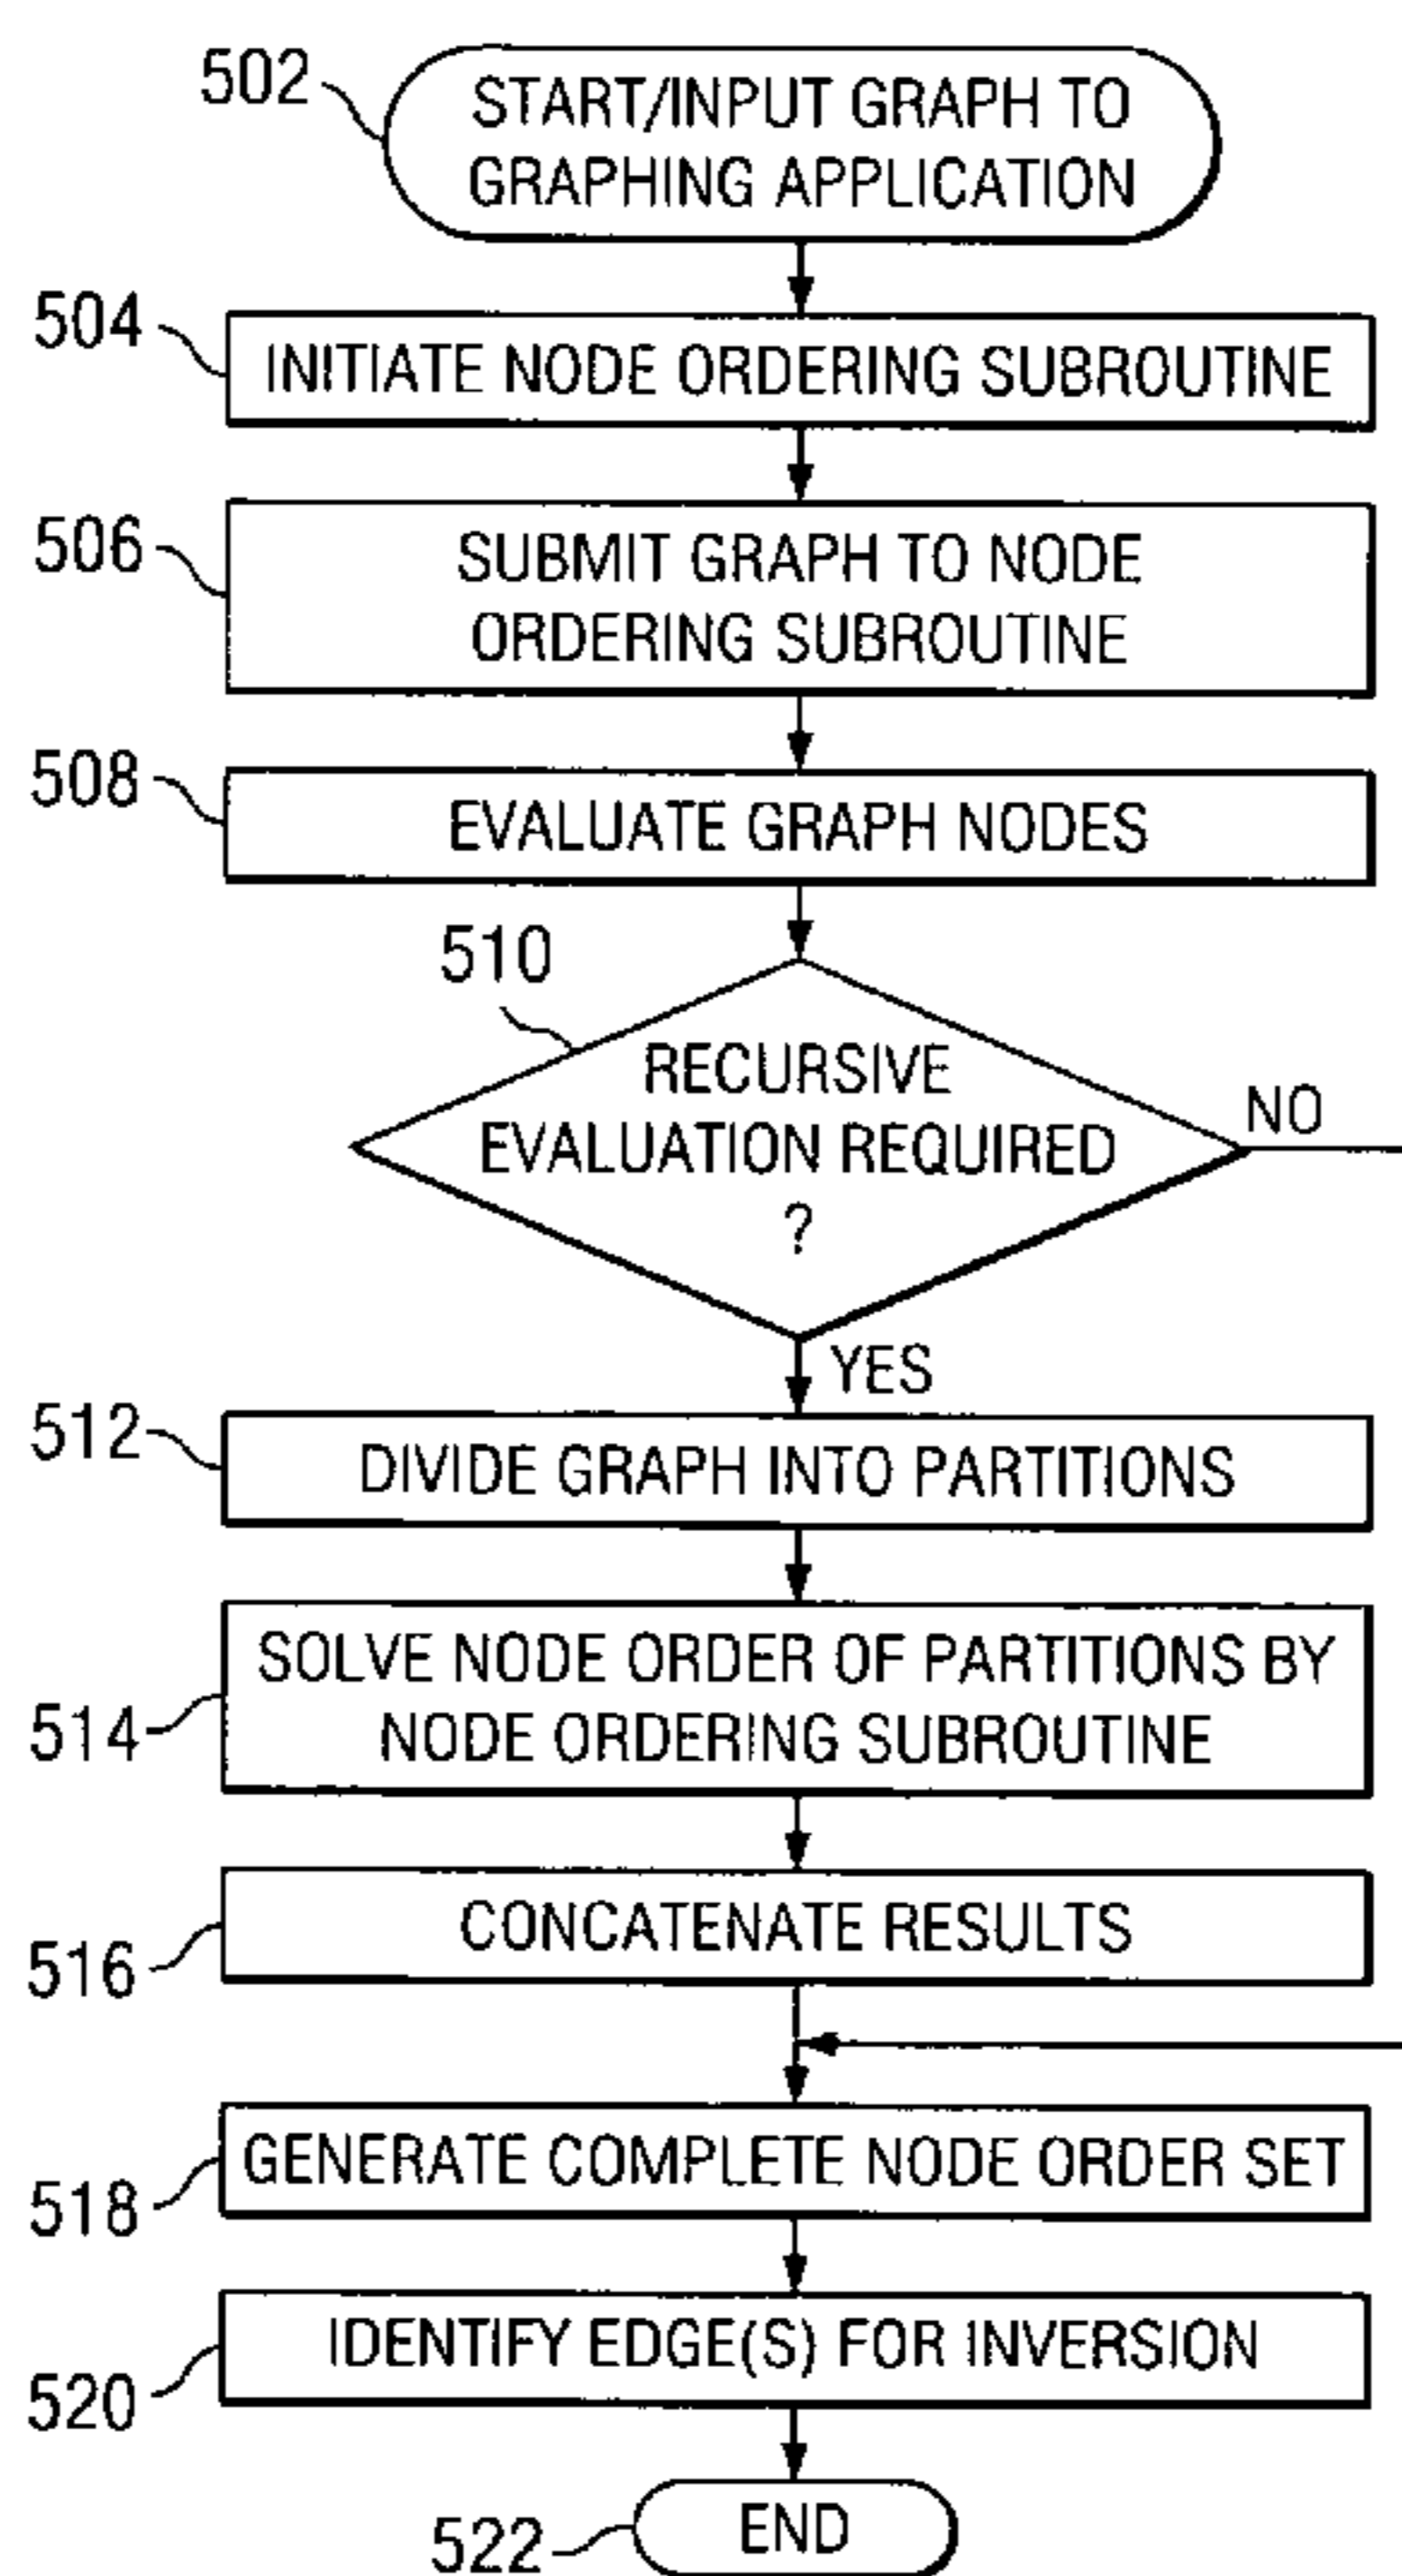 502
START/INPUT GRAPH TO
GRAPHING APPLICATION
504
INITIATE NODE ORDERING SUBROUTINE
506
SUBMIT GRAPH TO NODE
ORDERING SUBROUTINE
508
EVALUATE GRAPH NODES
510
RECURSIVE
EVALUATION REQUIRED
?
NO
YES
512
DIVIDE GRAPH INTO PARTITIONS
514
SOLVE NODE ORDER OF PARTITIONS BY
NODE ORDERING SUBROUTINE
516
CONCATENATE RESULTS
518
GENERATE COMPLETE NODE ORDER SET
520
IDENTIFY EDGE(S) FOR INVERSION
522
END